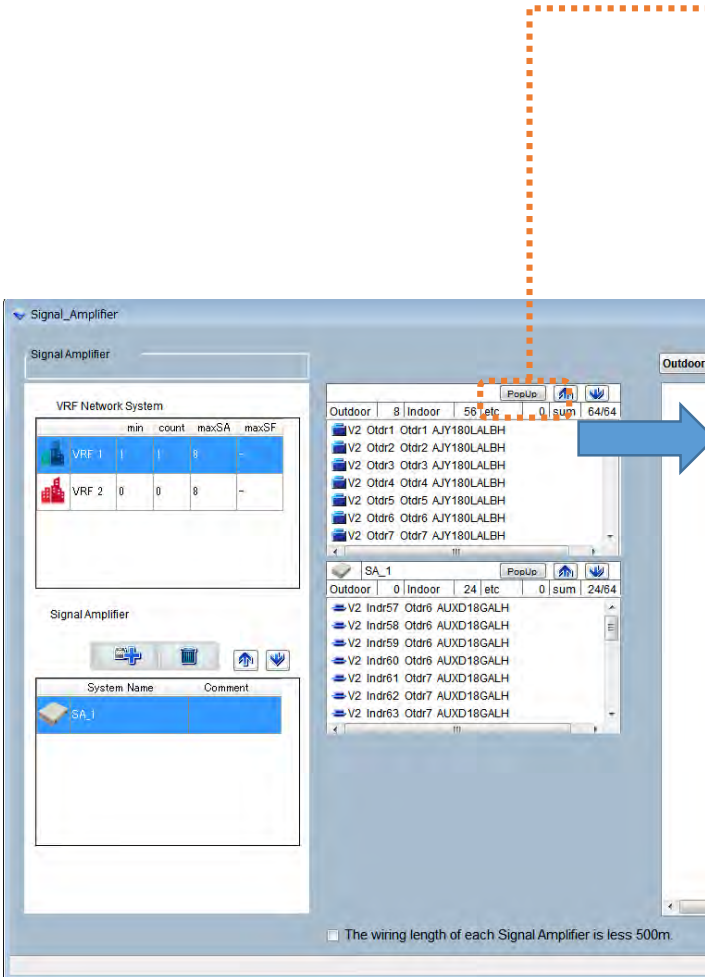 Signal_Amplifier
Signal Amplifier
VRF Network System
min count maxSA maxSF
VRF 1 1 1 8 -
VRF 2 0 0 8 -
Signal Amplifier
System Name Comment
SA_1
PopUp
Outdoor 8 Indoor 56 etc 0 sum 64/64
V2 Otdr1 Otdr1 AJY180LALBH
V2 Otdr2 Otdr2 AJY180LALBH
V2 Otdr3 Otdr3 AJY180LALBH
V2 Otdr4 Otdr4 AJY180LALBH
V2 Otdr5 Otdr5 AJY180LALBH
V2 Otdr6 Otdr6 AJY180LALBH
V2 Otdr7 Otdr7 AJY180LALBH
SA_1 PopUp
Outdoor 0 Indoor 24 etc 0 sum 24/64
V2 Indr57 Otdr6 AUXD18GALH
V2 Indr58 Otdr6 AUXD18GALH
V2 Indr59 Otdr6 AUXD18GALH
V2 Indr60 Otdr6 AUXD18GALH
V2 Indr61 Otdr7 AUXD18GALH
V2 Indr62 Otdr7 AUXD18GALH
V2 Indr63 Otdr7 AUXD18GALH
Outdoor
The wiring length of each Signal Amplifier is less 500m.